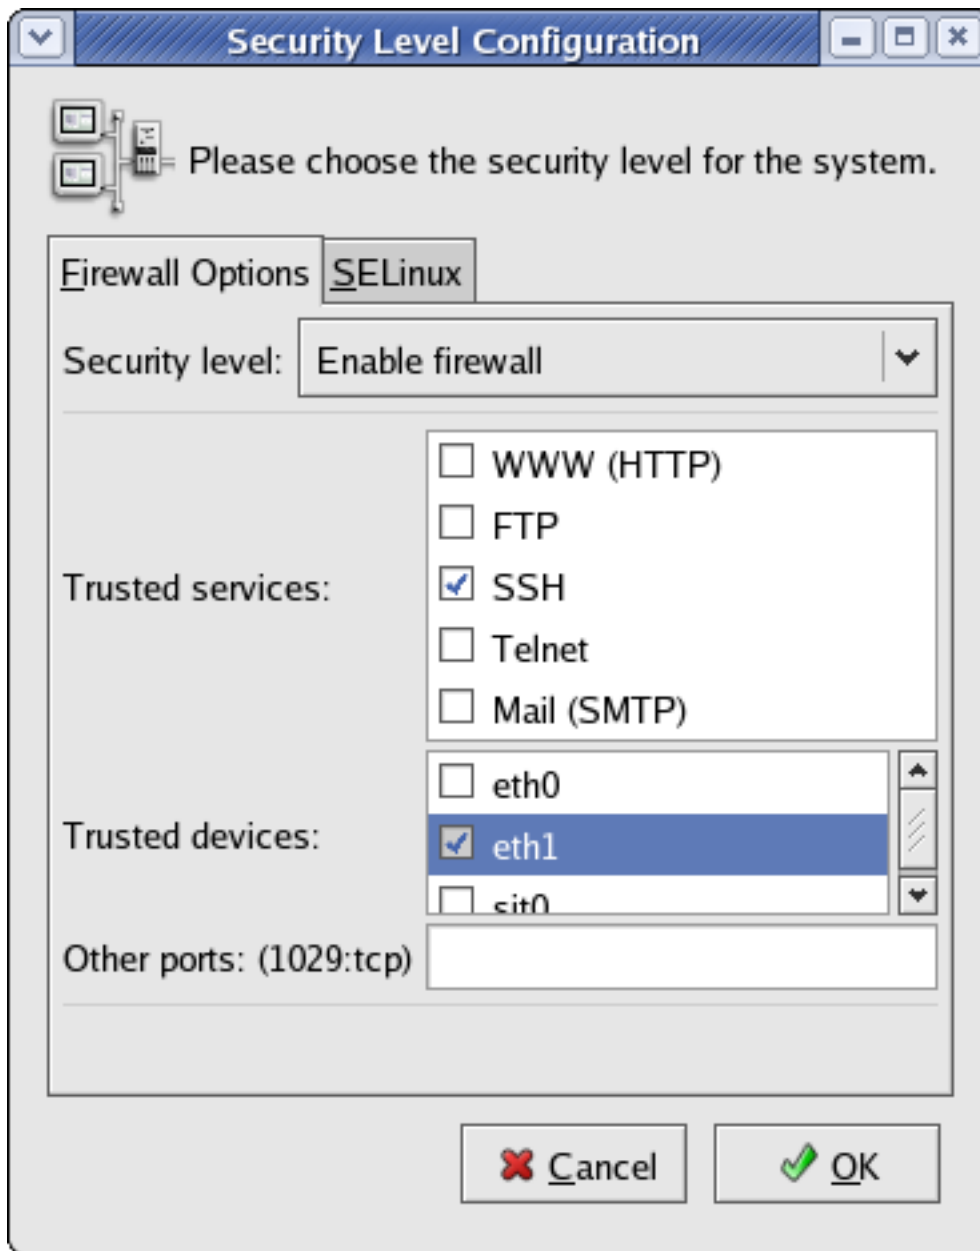 Security Level Configuration
Please choose the security level for the system.
Firewall Options SELinux
Security level: Enable firewall
WWW (HTTP)
FTP
Trusted services: SSH
Telnet
Mail (SMTP)
eth0
Trusted devices: eth1
sit0
Other ports: (1029:tcp)
Cancel OK